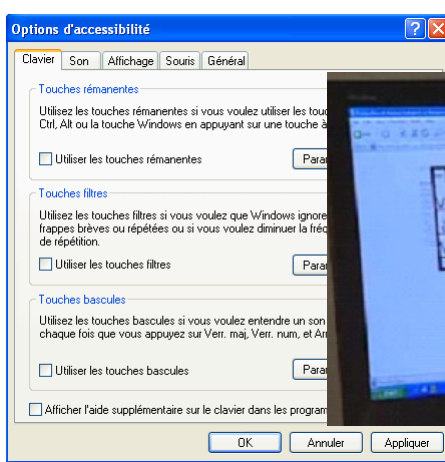 Options d'accessibilité
Clavier Son Affichage Souris Général
Touches rémanentes
Utilisez les touches rémanentes si vous voulez utiliser les
Ctrl, Alt ou la touche Windows en appuyant sur une touche à
Utiliser les touches rémanentes
Touches filtres
Utilisez les touches filtres si vous voulez que Windows ignore
frappes brèves ou répétées ou si vous voulez diminuer la
de répétition.
Utiliser les touches filtres
Touches bascules
Utilisez les touches bascules si vous voulez entendre un son
chaque fois que vous appuyez sur Verr. maj, Verr. num, et
Utiliser les touches bascules
Afficher l'aide supplémentaire sur le clavier dans les
OK Annuler Appliquer